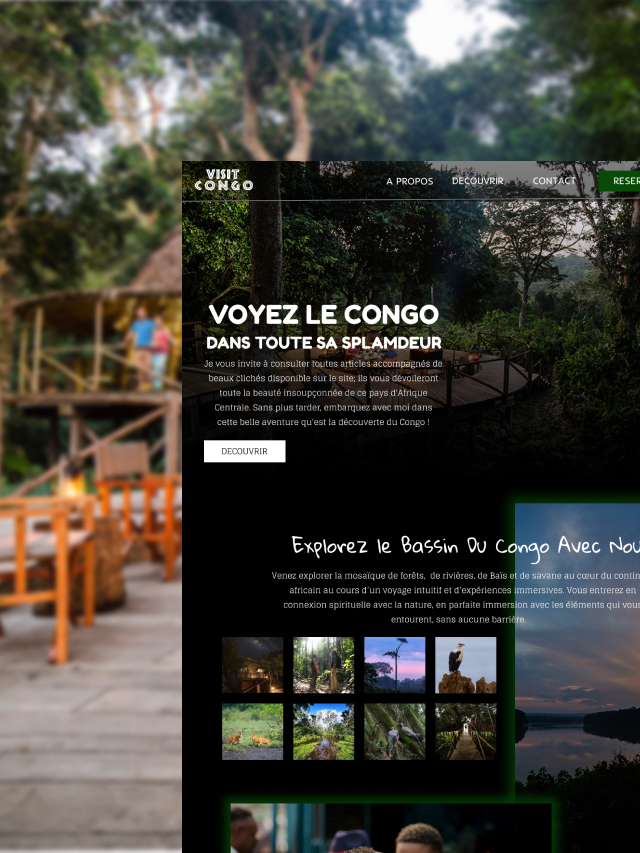 VISIT
CONGO
A PROPOS
DECOUVRIR
CONTACT
VOYEZ LE CONGO
DANS TOUTE SA SPLAMDEUR
Je vous invite à consulter toutes articles accompagnés de
beaux clichés disponible sur le site; ils vous dévoileront
toute la beauté insoupçonnée de ce pays d'Afrique
Centrale. Sans plus tarder, embarquez avec moi dans
cette belle aventure qu'est la découverte du Congo !
DECOUVRIR
Explorez le Bassin Du Congo Avec
Venez explorer la mosaïque de forêts, de rivières, de Baïs et de savane au cœur du
africain au cours d'un voyage intuitif et d'expériences immersives. Vous entrerez en
connexion spirituelle avec la nature, en parfaite immersion avec les éléments qui
entourent, sans aucune barrière.